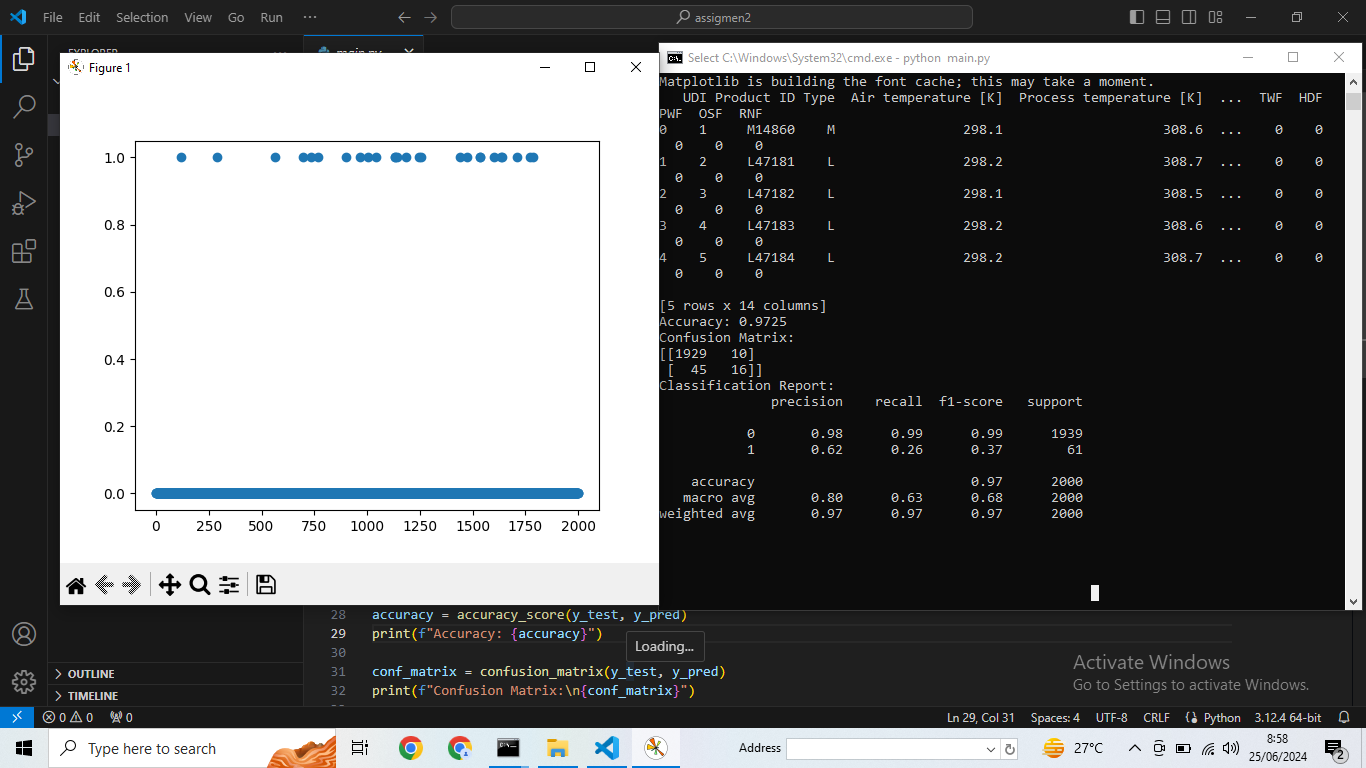 File Edit Selection View Go Run ... assigmen2
EXPLORER
main.py
Figure 1
1.0
0.8
0.6
0.4
0.2
0.0
0 250 500 750 1000 1250 1500 1750 2000
Select C:\Windows\System32\cmd.exe - python main.py
Matplotlib is building the font cache; this may take a moment.
UDI Product ID Type Air temperature [K] Process temperature [K] ... TWF HDF
PWF OSF RNF
0 1 M14860 M 298.1 308.6 ... 0 0
0 0 0
1 2 L47181 L 298.2 308.7 ... 0 0
0 0 0
2 3 L47182 L 298.1 308.5 ... 0 0
0 0 0
3 4 L47183 L 298.2 308.6 ... 0 0
0 0 0
4 5 L47184 L 298.2 308.7 ... 0 0
0 0 0
[5 rows x 14 columns]
Accuracy: 0.9725
Confusion Matrix:
[[1929 10]
[ 45 16]]
Classification Report:
precision recall f1-score support
0 0.98 0.99 0.99 1939
1 0.62 0.26 0.37 61
accuracy 0.97 2000
macro avg 0.80 0.63 0.68 2000
weighted avg 0.97 0.97 0.97 2000
28 accuracy = accuracy_score(y_test, y_pred)
29 print(f"Accuracy: {accuracy}")
30
Loading...
31 conf_matrix = confusion_matrix(y_test, y_pred)
32 print(f"Confusion Matrix:\n{conf_matrix}")
OUTLINE
TIMELINE
Activate Windows
Go to Settings to activate Windows.
0 0 0 Ln 29, Col 31 Spaces: 4 UTF-8 CRLF Python 3.12.4 64-bit
Type here to search Address 27°C 8:58
25/06/2024
2